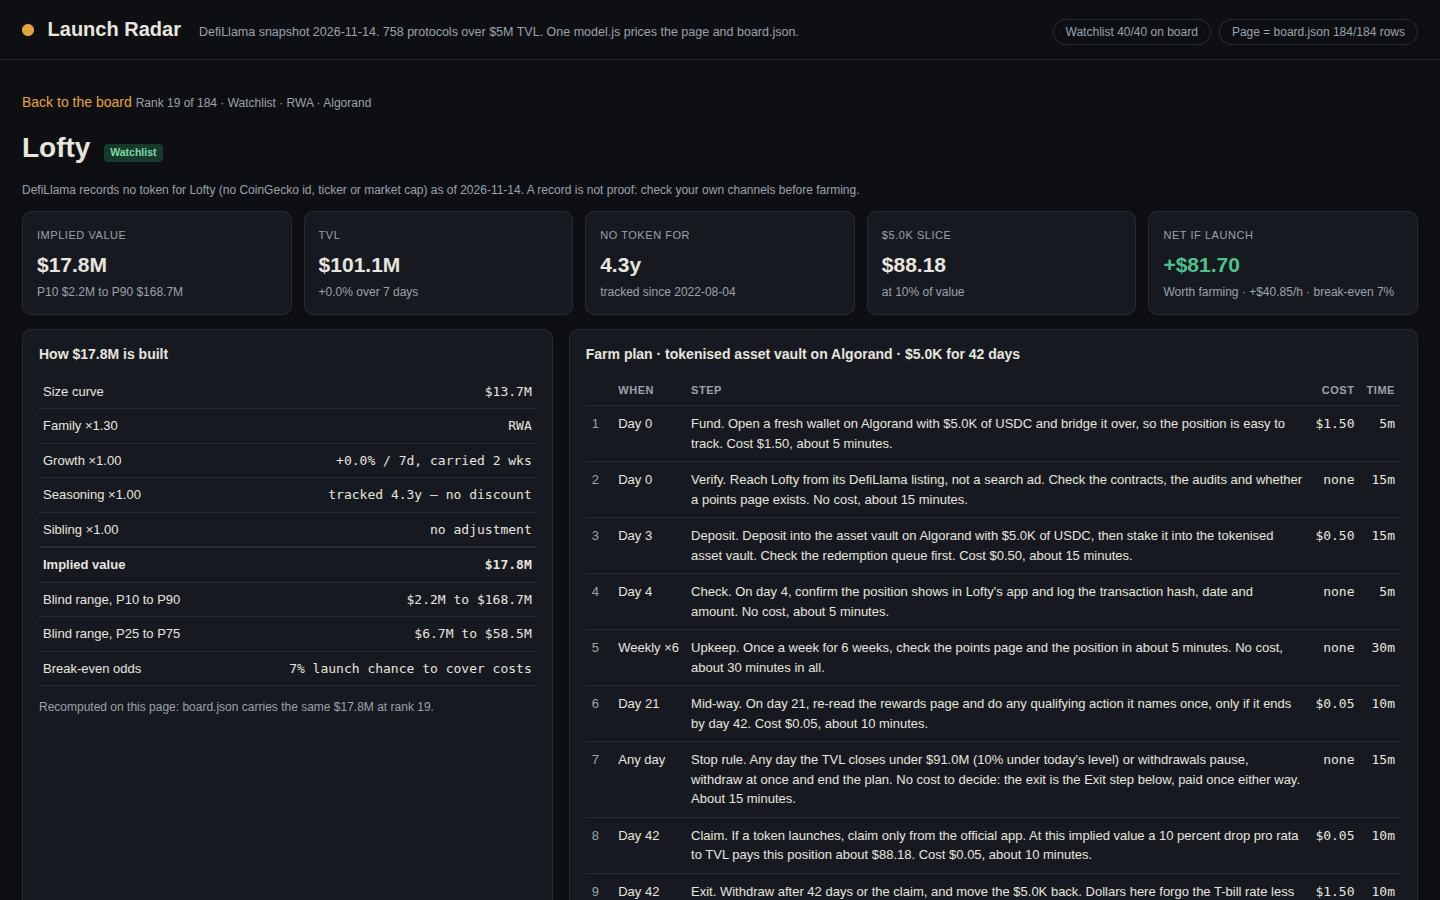 Launch Radar DefiLlama snapshot 2026-11-14. 758 protocols over $5M TVL. One model.js prices the page and board.json. Watchlist 40/40 on board Page = board.json 184/184 rows
Back to the board Rank 19 of 184 · Watchlist · RWA · Algorand
Lofty Watchlist
DefiLlama records no token for Lofty (no CoinGecko id, ticker or market cap) as of 2026-11-14. A record is not proof: check your own channels before farming.
IMPLIED VALUE
$17.8M
P10 $2.2M to P90 $168.7M
TVL
$101.1M
+0.0% over 7 days
NO TOKEN FOR
4.3y
tracked since 2022-08-04
$5.0K SLICE
$88.18
at 10% of value
NET IF LAUNCH
+$81.70
Worth farming · +$40.85/h · break-even 7%
How $17.8M is built
Size curve $13.7M
Family ×1.30 RWA
Growth ×1.00 +0.0% / 7d, carried 2 wks
Seasoning ×1.00 tracked 4.3y — no discount
Sibling ×1.00 no adjustment
Implied value $17.8M
Blind range, P10 to P90 $2.2M to $168.7M
Blind range, P25 to P75 $6.7M to $58.5M
Break-even odds 7% launch chance to cover costs
Recomputed on this page: board.json carries the same $17.8M at rank 19.
Farm plan · tokenised asset vault on Algorand · $5.0K for 42 days
WHEN STEP COST TIME
1 Day 0 Fund. Open a fresh wallet on Algorand with $5.0K of USDC and bridge it over, so the position is easy to $1.50 5m
track. Cost $1.50, about 5 minutes.
2 Day 0 Verify. Reach Lofty from its DefiLlama listing, not a search ad. Check the contracts, the audits and whether none 15m
a points page exists. No cost, about 15 minutes.
3 Day 3 Deposit. Deposit into the asset vault on Algorand with $5.0K of USDC, then stake it into the tokenised $0.50 15m
asset vault. Check the redemption queue first. Cost $0.50, about 15 minutes.
4 Day 4 Check. On day 4, confirm the position shows in Lofty's app and log the transaction hash, date and none 5m
amount. No cost, about 5 minutes.
5 Weekly ×6 Upkeep. Once a week for 6 weeks, check the points page and the position in about 5 minutes. No cost, none 30m
about 30 minutes in all.
6 Day 21 Mid-way. On day 21, re-read the rewards page and do any qualifying action it names once, only if it ends $0.05 10m
by day 42. Cost $0.05, about 10 minutes.
7 Any day Stop rule. Any day the TVL closes under $91.0M (10% under today's level) or withdrawals pause, none 15m
withdraw at once and end the plan. No cost to decide: the exit is the Exit step below, paid once either way.
About 15 minutes.
8 Day 42 Claim. If a token launches, claim only from the official app. At this implied value a 10 percent drop pro rata $0.05 10m
to TVL pays this position about $88.18. Cost $0.05, about 10 minutes.
9 Day 42 Exit. Withdraw after 42 days or the claim, and move the $5.0K back. Dollars here forgo the T-bill rate less $1.50 10m